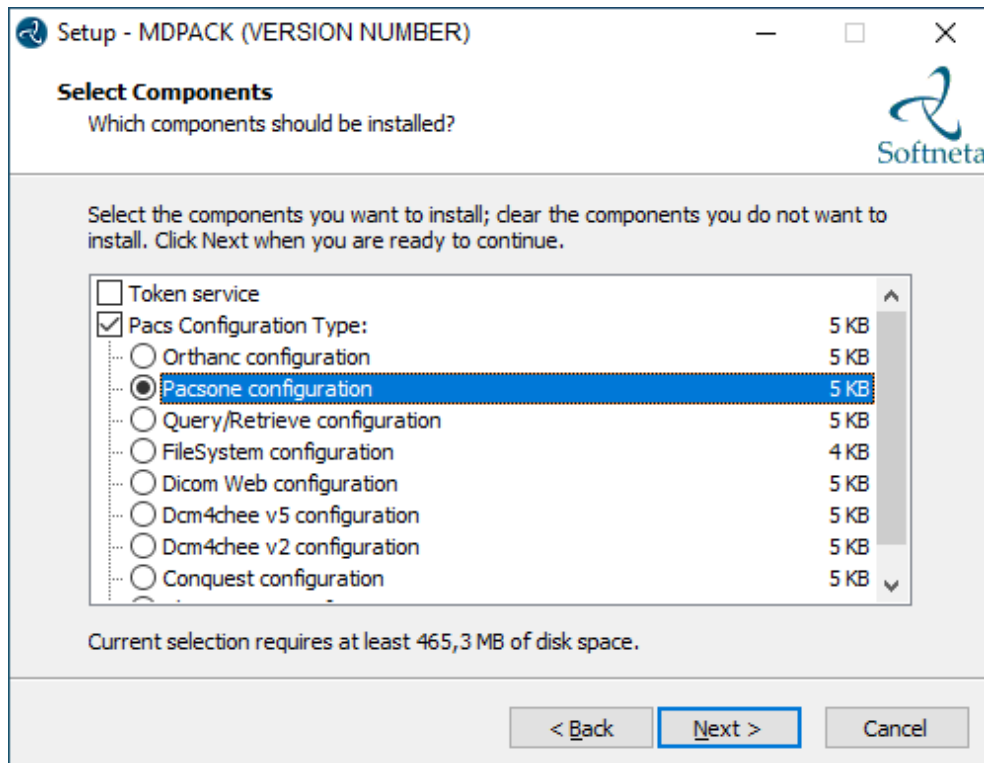 Setup - MDPACK (VERSION NUMBER)
Select Components
Which components should be installed?
Softneta
Select the components you want to install; clear the components you do not want to
install. Click Next when you are ready to continue.
Token service
Pacs Configuration Type: 5 KB
Orthanc configuration 5 KB
Pacsone configuration 5 KB
Query/Retrieve configuration 5 KB
FileSystem configuration 4 KB
Dicom Web configuration 5 KB
Dcm4chee v5 configuration 5 KB
Dcm4chee v2 configuration 5 KB
Conquest configuration 5 KB
Current selection requires at least 465,3 MB of disk space.
< Back Next > Cancel